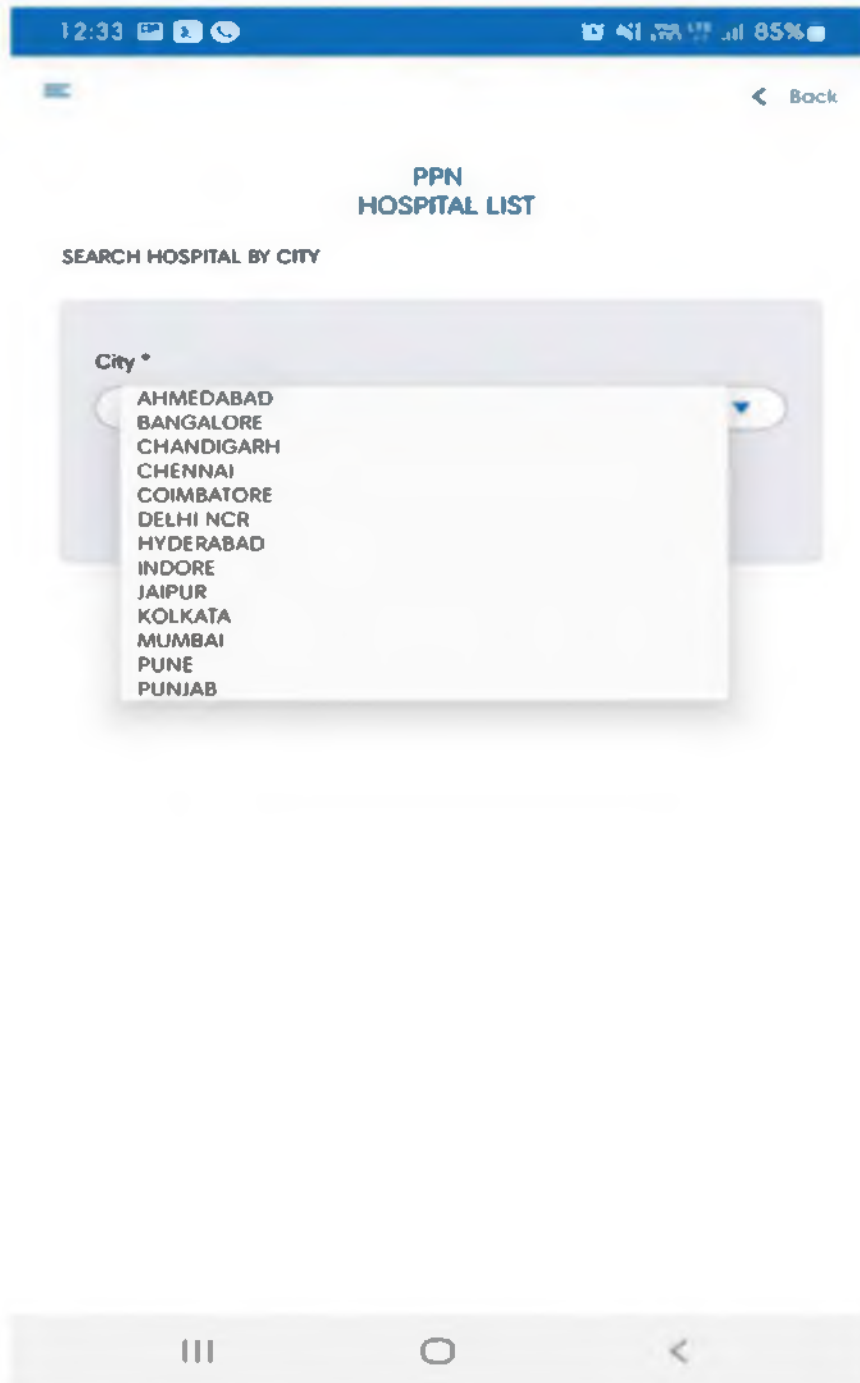 12:33
85%
Back
PPN
HOSPITAL LIST
SEARCH HOSPITAL BY CITY
City *
AHMEDABAD
BANGALORE
CHANDIGARH
CHENNAI
COIMBATORE
DELHI NCR
HYDERABAD
INDORE
JAIPUR
KOLKATA
MUMBAI
PUNE
PUNJAB